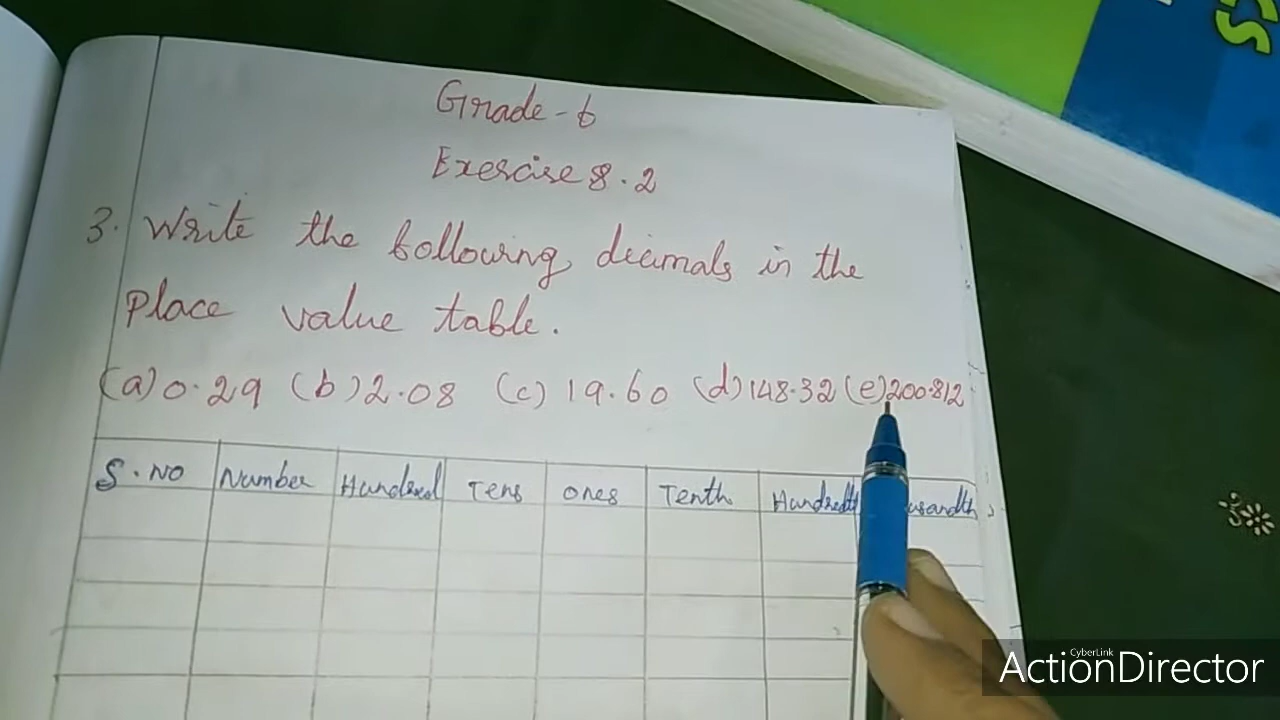 Grade-6
Exercise 8.2
3. Write the following decimals in the
Place value table.
(a) 0.29 (b) 2.08 (c) 19.60 (d) 148.32 (e) 200.812
S.NO Number Hundred Tens ones Tenth Hundredth
CyberLink
ActionDirector